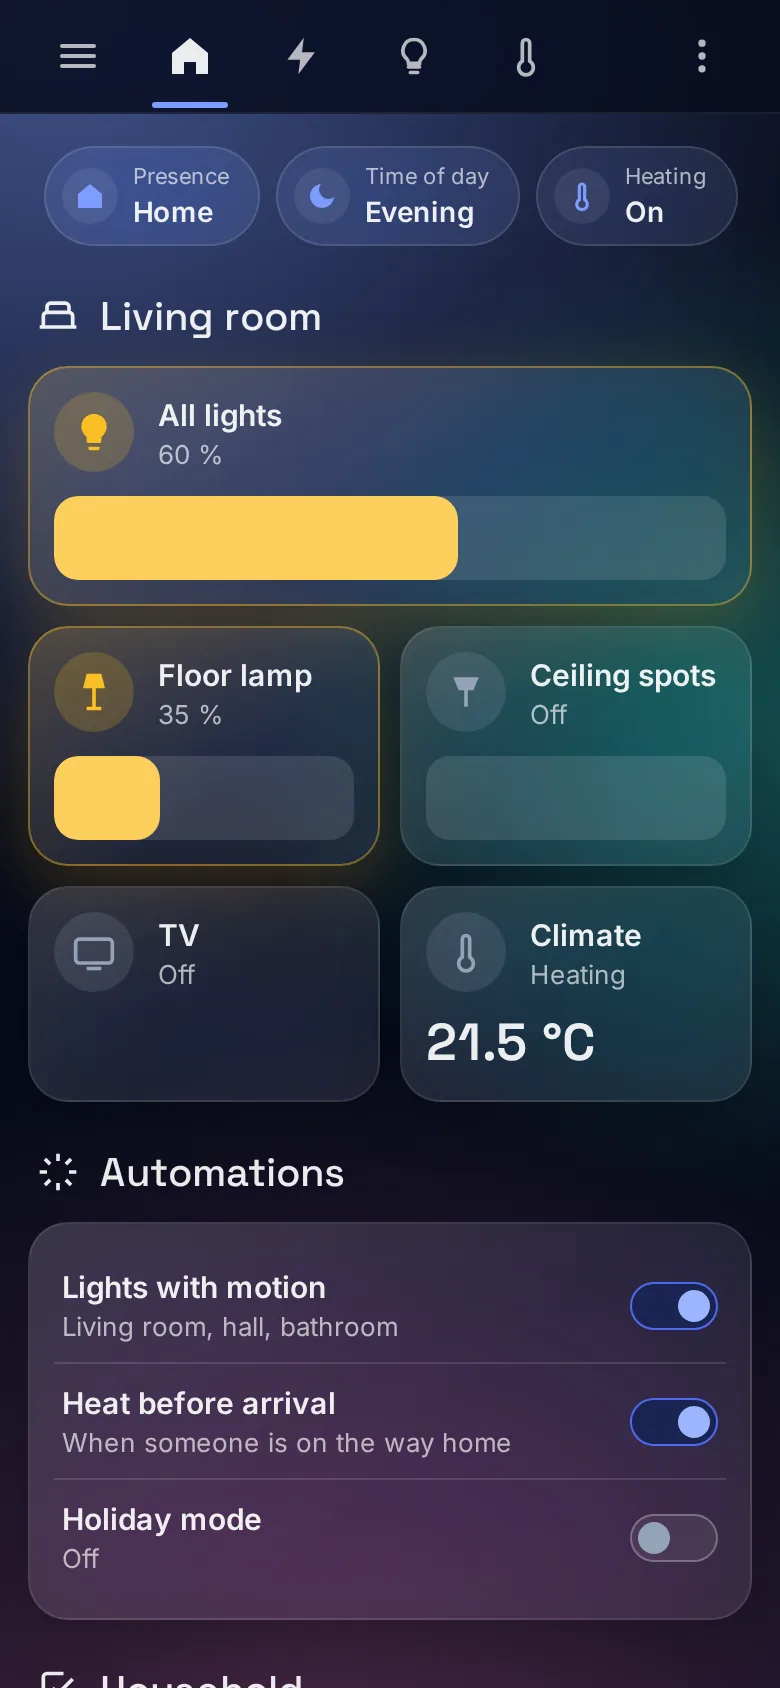 Presence
Home
Time of day
Evening
Heating
On
Living room
All lights
60 %
Floor lamp
35 %
Ceiling spots
Off
TV
Off
Climate
Heating
21.5 °C
Automations
Lights with motion
Living room, hall, bathroom
Heat before arrival
When someone is on the way home
Holiday mode
Off
Household